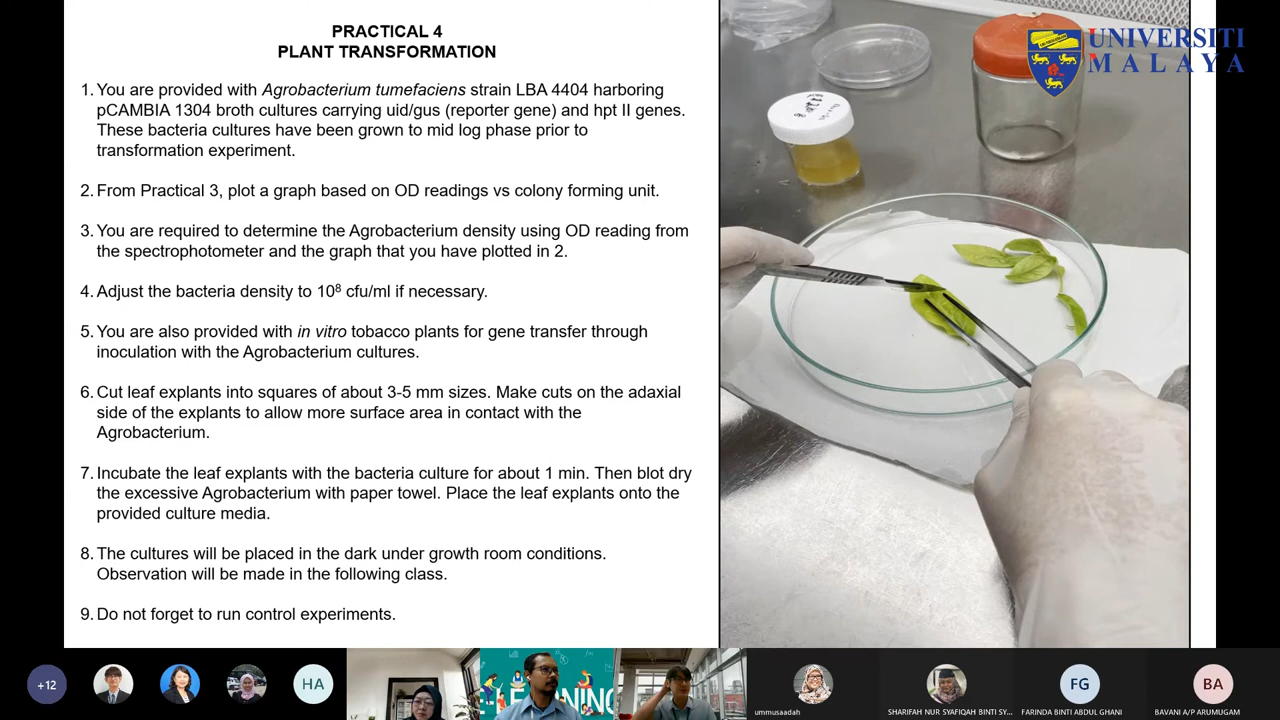 PRACTICAL 4
PLANT TRANSFORMATION
1. You are provided with Agrobacterium tumefaciens strain LBA 4404 harboring
pCAMBIA 1304 broth cultures carrying uid/gus (reporter gene) and hpt II genes.
These bacteria cultures have been grown to mid log phase prior to
transformation experiment.
2. From Practical 3, plot a graph based on OD readings vs colony forming unit.
3. You are required to determine the Agrobacterium density using OD reading from
the spectrophotometer and the graph that you have plotted in 2.
4. Adjust the bacteria density to 10⁸ cfu/ml if necessary.
5. You are also provided with in vitro tobacco plants for gene transfer through
inoculation with the Agrobacterium cultures.
6. Cut leaf explants into squares of about 3-5 mm sizes. Make cuts on the adaxial
side of the explants to allow more surface area in contact with the
Agrobacterium.
7. Incubate the leaf explants with the bacteria culture for about 1 min. Then blot dry
the excessive Agrobacterium with paper towel. Place the leaf explants onto the
provided culture media.
8. The cultures will be placed in the dark under growth room conditions.
Observation will be made in the following class.
9. Do not forget to run control experiments.
UNIVERSITI
MALAYA
+12
HA
LEARNING
ummusaadah
SHARIFAH NUR SYAFIQAH BINTI SY...
FG
FARINDA BINTI ABDUL GHANI
BA
BAVANI A/P ARUMUGAM